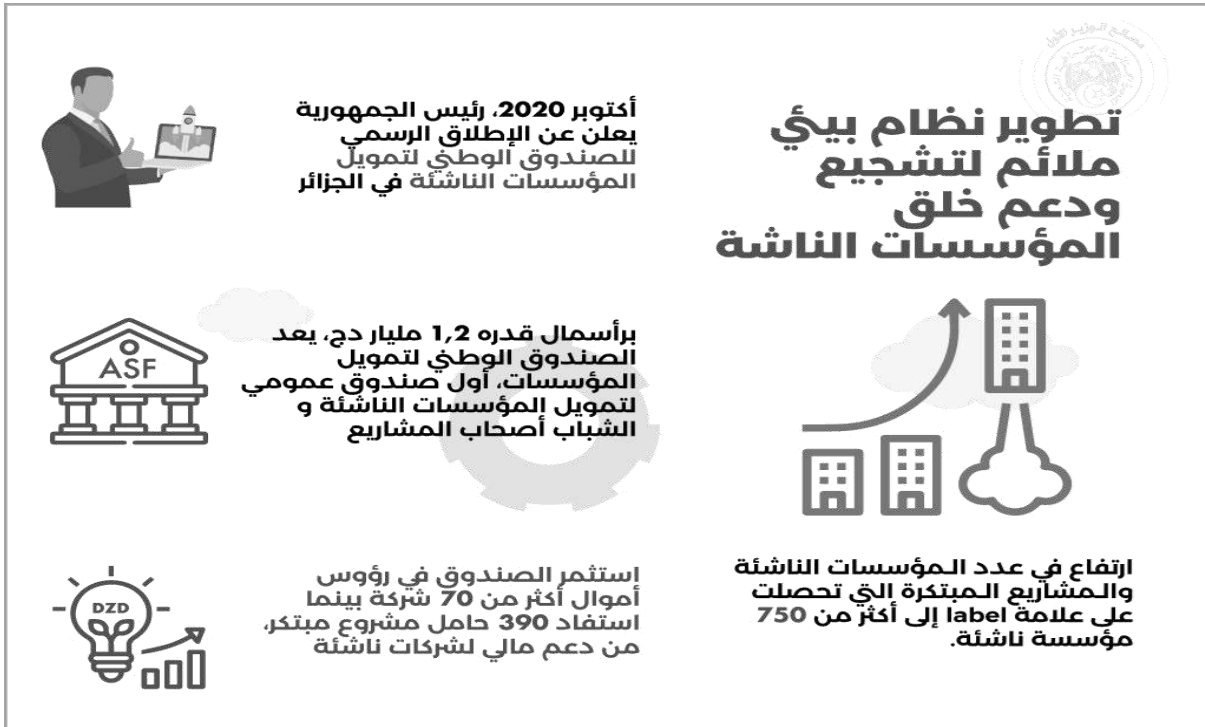 مصالح الوزير الأول
تطوير نظام بيئي
ملائم لتشجيع
ودعم خلق
المؤسسات الناشة
ارتفاع في عدد المؤسسات الناشئة
والمشاريع المبتكرة التي تحصلت
على علامة label إلى أكثر من 750
مؤسسة ناشئة.
أكتوبر 2020، رئيس الجمهورية
يعلن عن الإطلاق الرسمي
للصندوق الوطني لتمويل
المؤسسات الناشئة في الجزائر
ASF
برأسمال قدره 1,2 مليار دج، يعد
الصندوق الوطني لتمويل
المؤسسات، أول صندوق عمومي
لتمويل المؤسسات الناشئة و
الشباب أصحاب المشاريع
DZD
استثمر الصندوق في رؤوس
أموال أكثر من 70 شركة بينما
استفاد 390 حامل مشروع مبتكر،
من دعم مالي لشركات ناشئة